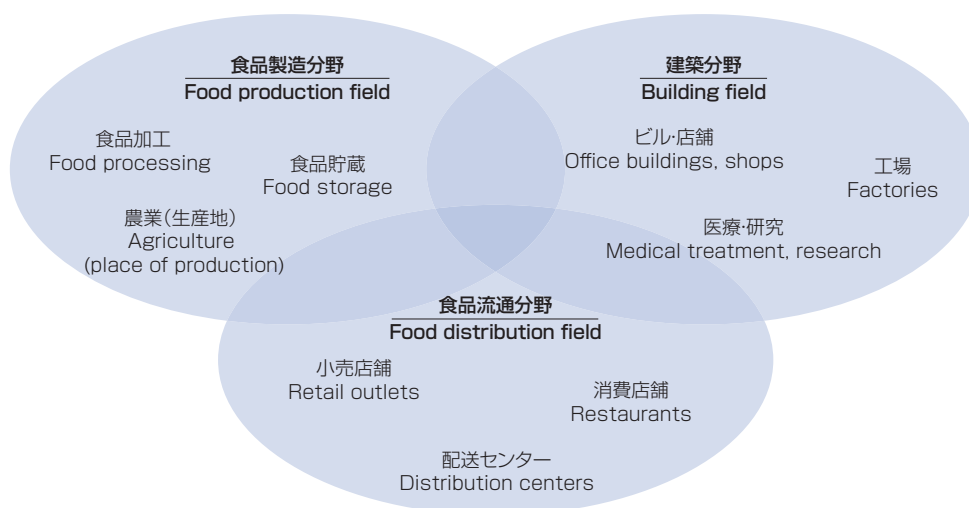 食品製造分野
Food production field
食品加工
Food processing
食品貯蔵
Food storage
農業(生産地)
Agriculture
(place of production)
建築分野
Building field
ビル・店舗
Office buildings, shops
工場
Factories
医療・研究
Medical treatment, research
食品流通分野
Food distribution field
小売店舗
Retail outlets
消費店舗
Restaurants
配送センター
Distribution centers